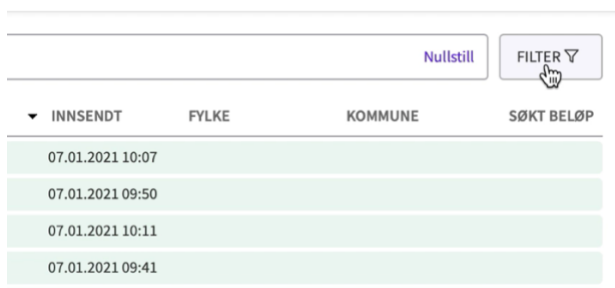 Nullstill FILTER
INNSENDT FYLKE KOMMUNE SØKT BELØP
07.01.2021 10:07
07.01.2021 09:50
07.01.2021 10:11
07.01.2021 09:41